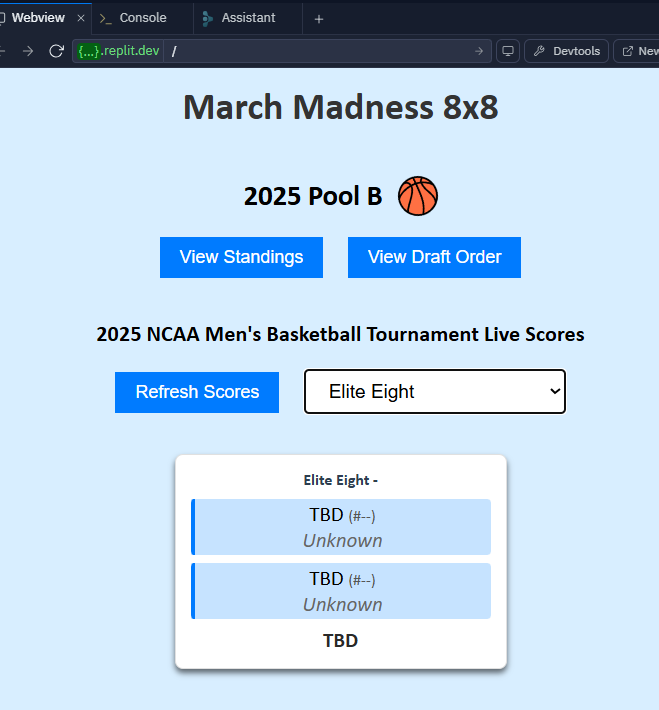 Webview × >_ Console Assistant +
{...}.replit.dev / Devtools New
March Madness 8x8
2025 Pool B
View Standings View Draft Order
2025 NCAA Men's Basketball Tournament Live Scores
Refresh Scores Elite Eight
Elite Eight -
TBD (#--)
Unknown
TBD (#--)
Unknown
TBD